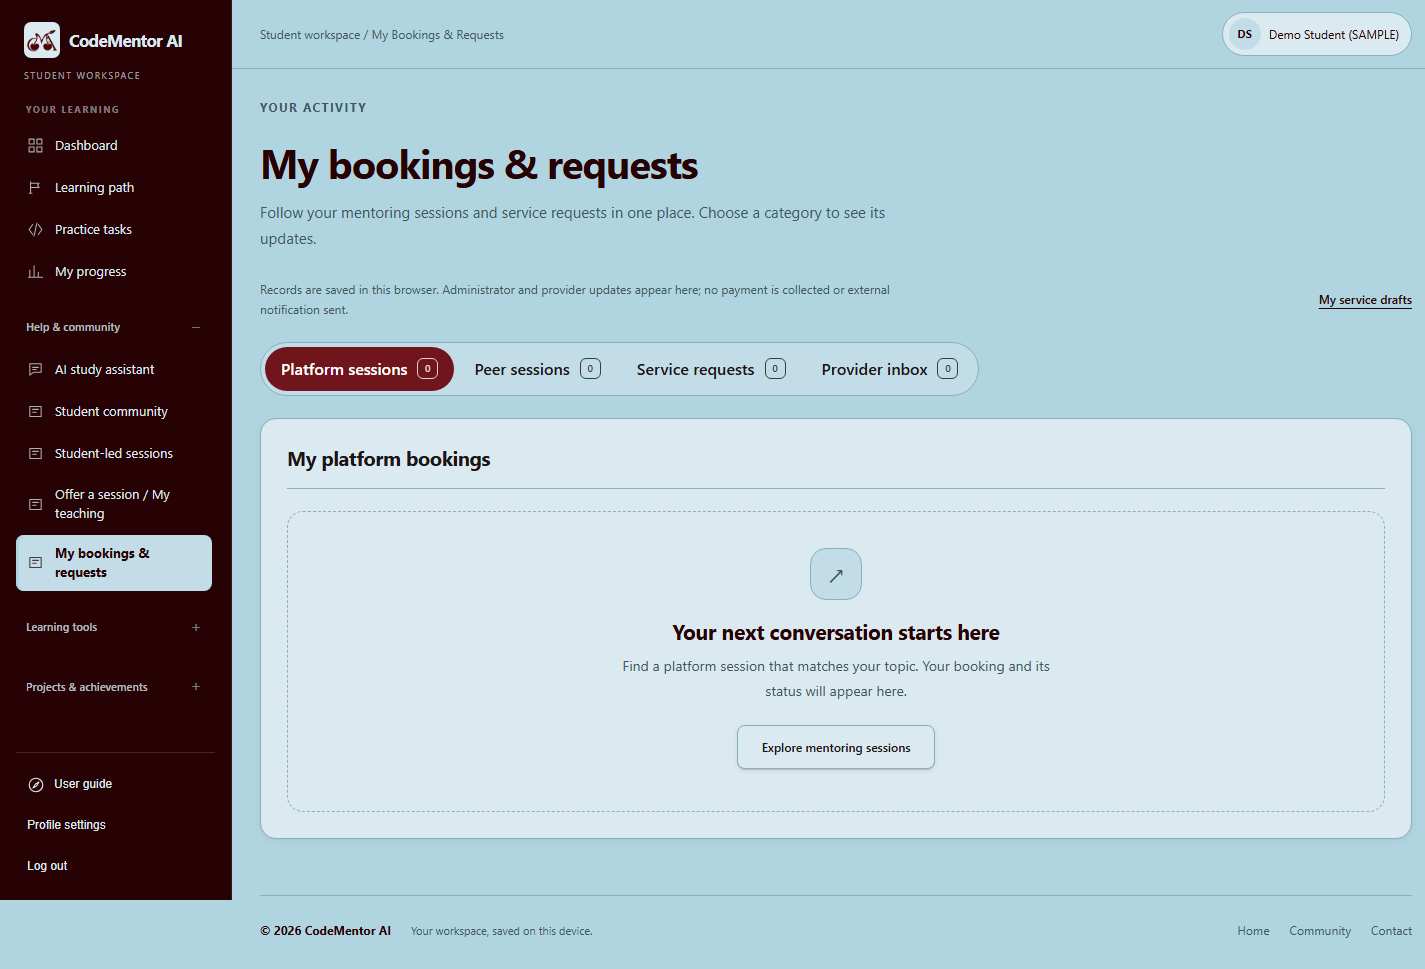 CodeMentor AI
STUDENT WORKSPACE
YOUR LEARNING
Dashboard
Learning path
Practice tasks
My progress
Help & community
AI study assistant
Student community
Student-led sessions
Offer a session / My
teaching
My bookings &
requests
Learning tools
Projects & achievements
User guide
Profile settings
Log out
Student workspace / My Bookings & Requests
DS Demo Student (SAMPLE)
YOUR ACTIVITY
My bookings & requests
Follow your mentoring sessions and service requests in one place. Choose a category to see its
updates.
Records are saved in this browser. Administrator and provider updates appear here; no payment is collected or external
notification sent.
My service drafts
Platform sessions 0 Peer sessions 0 Service requests 0 Provider inbox 0
My platform bookings
Your next conversation starts here
Find a platform session that matches your topic. Your booking and its
status will appear here.
Explore mentoring sessions
© 2026 CodeMentor AI Your workspace, saved on this device. Home Community Contact